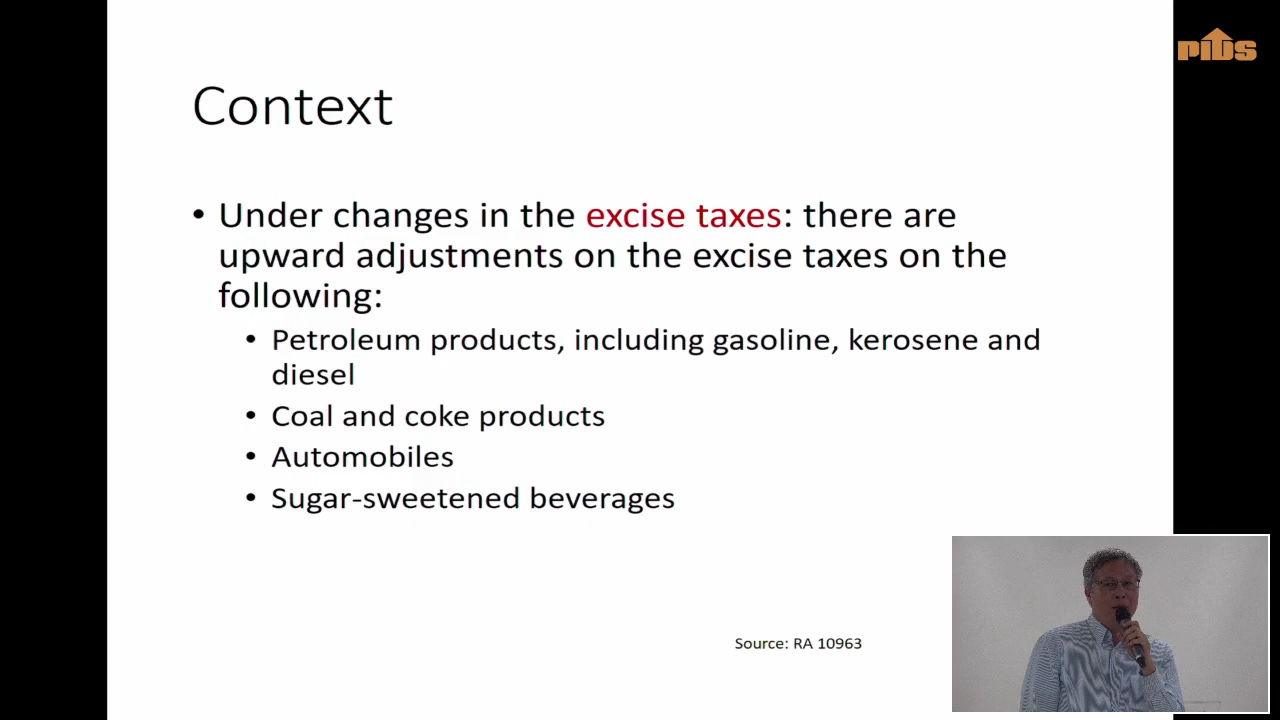 PIDS
Context
• Under changes in the excise taxes: there are
upward adjustments on the excise taxes on the
following:
• Petroleum products, including gasoline, kerosene and
diesel
• Coal and coke products
• Automobiles
• Sugar-sweetened beverages
Source: RA 10963